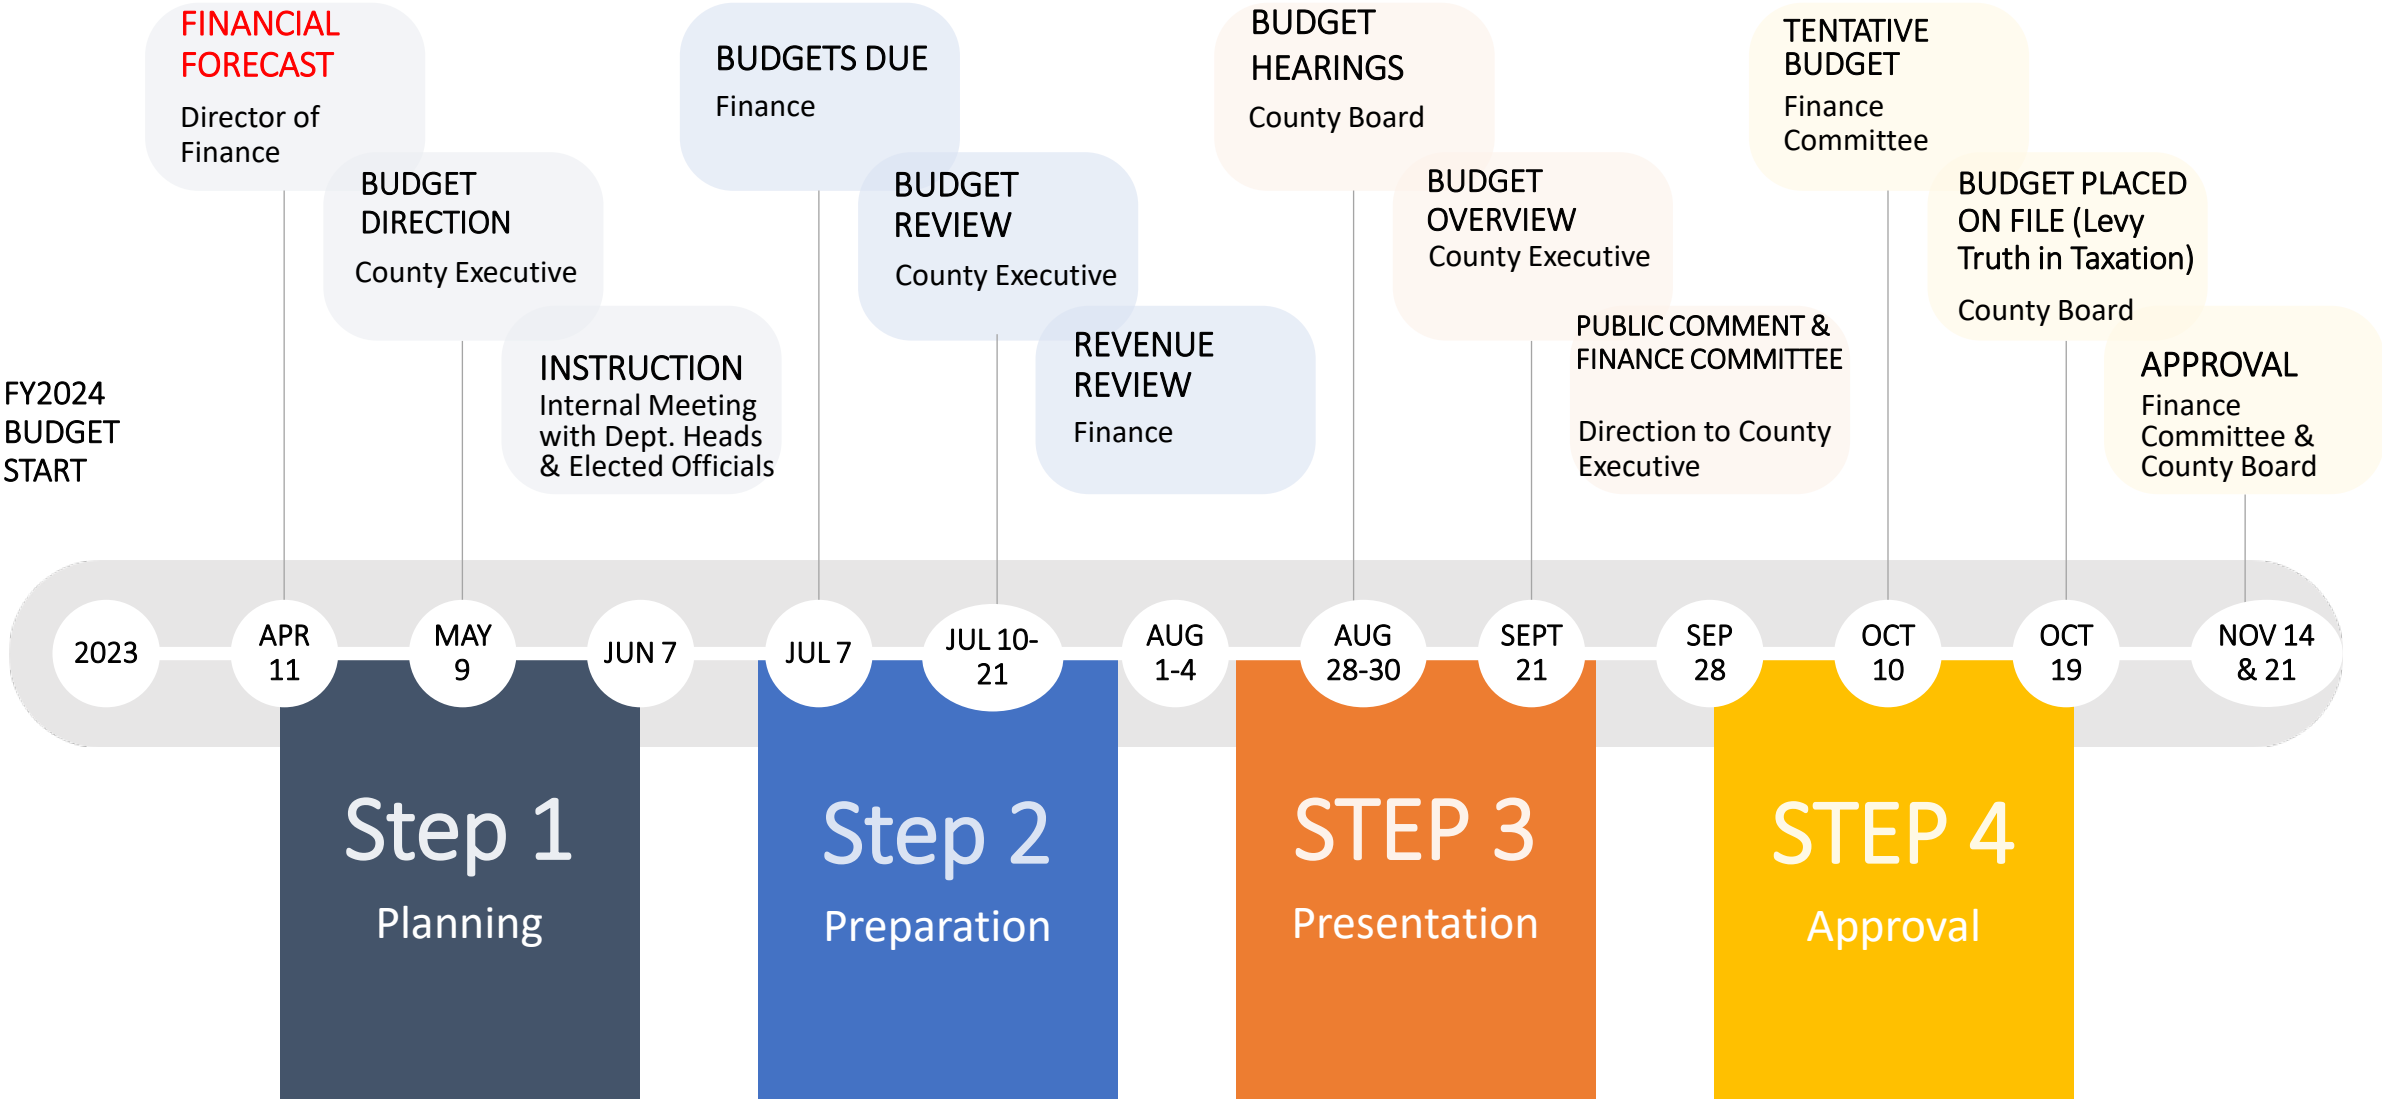 FINANCIAL
FORECAST
Director of
Finance
BUDGET
DIRECTION
County Executive
INSTRUCTION
Internal Meeting
with Dept. Heads
& Elected Officials
BUDGETS DUE
Finance
BUDGET
REVIEW
County Executive
REVENUE
REVIEW
Finance
BUDGET
HEARINGS
County Board
BUDGET
OVERVIEW
County Executive
PUBLIC COMMENT &
FINANCE COMMITTEE
Direction to County
Executive
TENTATIVE
BUDGET
Finance
Committee
BUDGET PLACED
ON FILE (Levy
Truth in Taxation)
County Board
APPROVAL
Finance
Committee &
County Board
FY2024
BUDGET
START
2023
APR
11
MAY
9
JUN 7
JUL 7
JUL 10-
21
AUG
1-4
AUG
28-30
SEPT
21
SEP
28
OCT
10
OCT
19
NOV 14
& 21
Step 1
Planning
Step 2
Preparation
STEP 3
Presentation
STEP 4
Approval